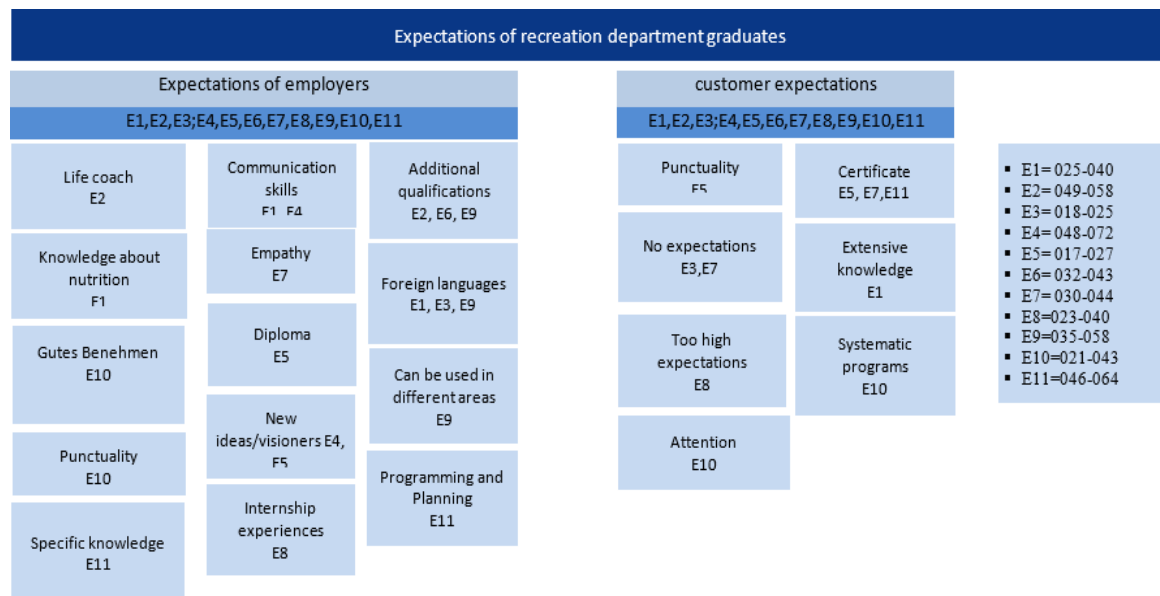 Expectations of recreation department graduates
Expectations of employers
E1,E2,E3;E4,E5,E6,E7,E8,E9,E10,E11
Life coach
E2
Knowledge about
nutrition
E1
Gutes Benehmen
E10
Punctuality
E10
Specific knowledge
E11
Communication
skills
E1, E4
Empathy
E7
Diploma
E5
New
ideas/visioners E4,
E5
Internship
experiences
E8
Additional
qualifications
E2, E6, E9
Foreign languages
E1, E3, E9
Can be used in
different areas
E9
Programming and
Planning
E11
customer expectations
E1,E2,E3;E4,E5,E6,E7,E8,E9,E10,E11
Punctuality
E5
No expectations
E3,E7
Too high
expectations
E8
Attention
E10
Certificate
E5, E7,E11
Extensive
knowledge
E1
Systematic
programs
E10
▪ E1= 025-040
▪ E2= 049-058
▪ E3= 018-025
▪ E4= 048-072
▪ E5= 017-027
▪ E6= 032-043
▪ E7= 030-044
▪ E8=023-040
▪ E9=035-058
▪ E10=021-043
▪ E11=046-064